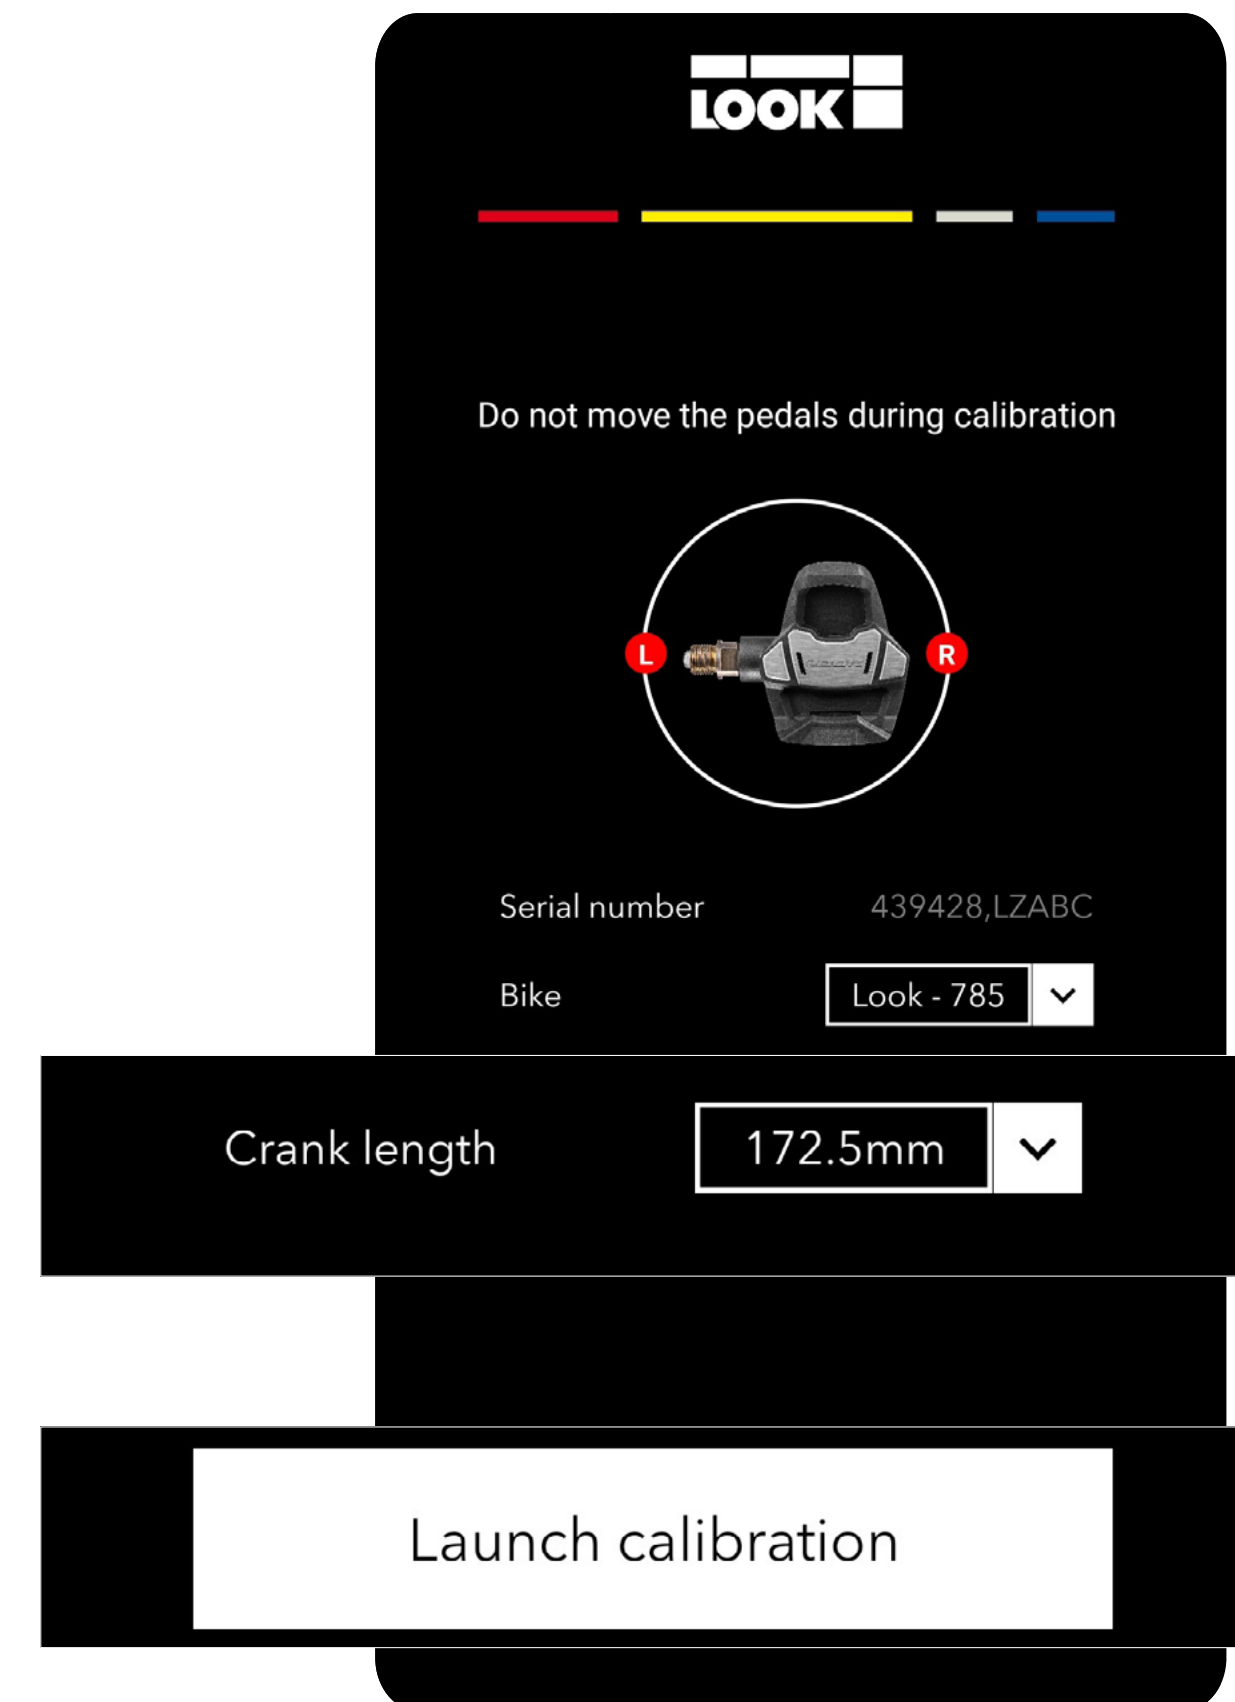 LOOK
Do not move the pedals during calibration
L
R
Serial number 439428,LZABC
Bike Look - 785
Crank length 172.5mm
Launch calibration